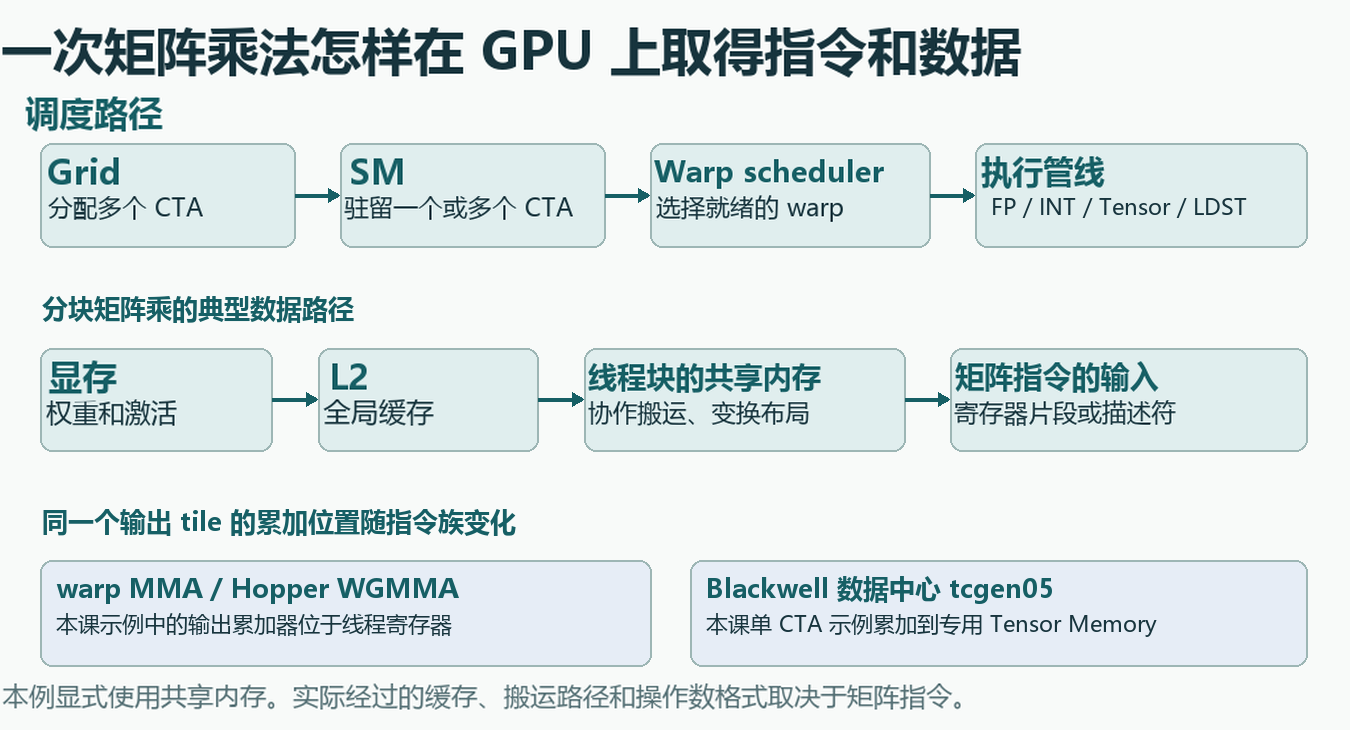 一次矩阵乘法怎样在 GPU 上取得指令和数据
调度路径
Grid
分配多个 CTA
SM
驻留一个或多个 CTA
Warp scheduler
选择就绪的 warp
执行管线
FP / INT / Tensor / LDST
分块矩阵乘的典型数据路径
显存
权重和激活
L2
全局缓存
线程块的共享内存
协作搬运、变换布局
矩阵指令的输入
寄存器片段或描述符
同一个输出 tile 的累加位置随指令族变化
warp MMA / Hopper WGMMA
本课示例中的输出累加器位于线程寄存器
Blackwell 数据中心 tcgen05
本课单 CTA 示例累加到专用 Tensor Memory
本例显式使用共享内存。实际经过的缓存、搬运路径和操作数格式取决于矩阵指令。